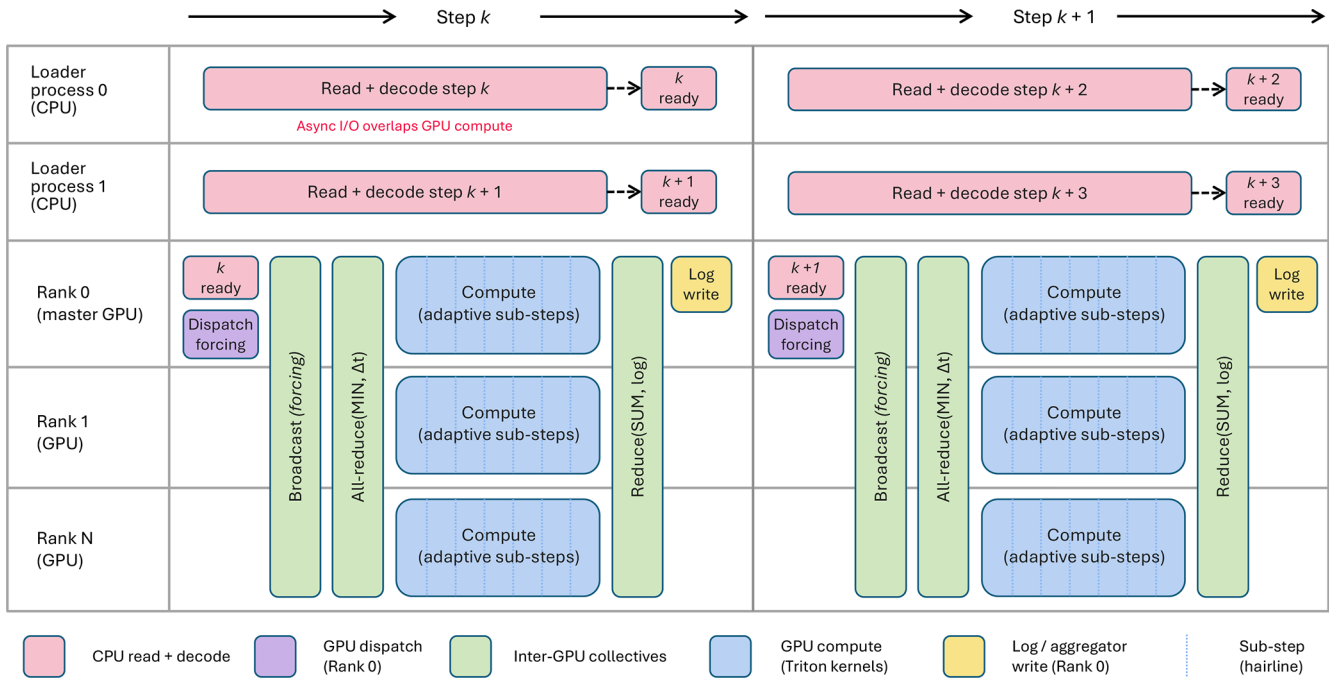 Step k
Step k + 1
Loader
process 0
(CPU)
Read + decode step k
k
ready
Async I/O overlaps GPU compute
Read + decode step k + 2
k + 2
ready
Loader
process 1
(CPU)
Read + decode step k + 1
k + 1
ready
Read + decode step k + 3
k + 3
ready
Rank 0
(master GPU)
k
ready
Dispatch
forcing
Broadcast (forcing)
All-reduce(MIN, Δt)
Compute
(adaptive sub-steps)
Reduce(SUM, log)
Log
write
k +1
ready
Dispatch
forcing
Broadcast (forcing)
All-reduce(MIN, Δt)
Compute
(adaptive sub-steps)
Reduce(SUM, log)
Log
write
Rank 1
(GPU)
Compute
(adaptive sub-steps)
Compute
(adaptive sub-steps)
Rank N
(GPU)
Compute
(adaptive sub-steps)
Compute
(adaptive sub-steps)
CPU read + decode
GPU dispatch
(Rank 0)
Inter-GPU collectives
GPU compute
(Triton kernels)
Log / aggregator
write (Rank 0)
Sub-step
(hairline)